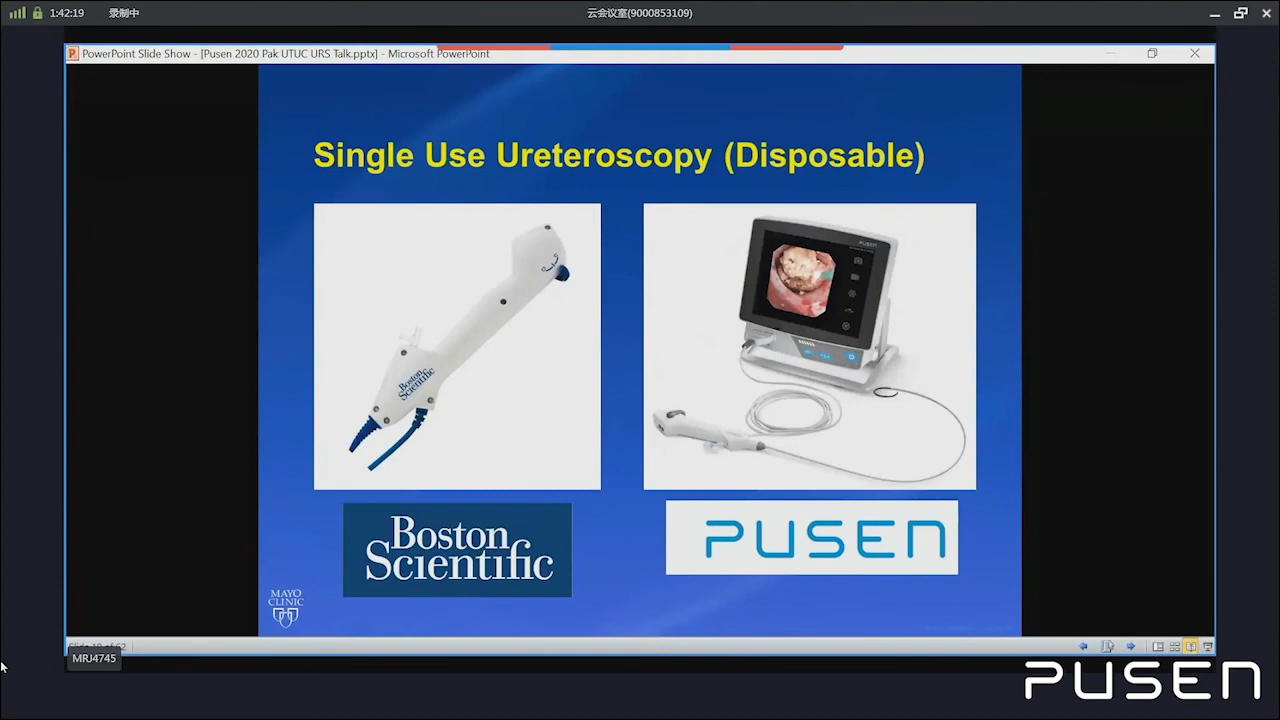 1:42:19 录制中 云会议室(9000853109)
PowerPoint Slide Show - [Pusen 2020 Pak UTUC URS Talk.pptx] - Microsoft PowerPoint
Single Use Ureteroscopy (Disposable)
Boston
Scientific
PUSEN
Boston
Scientific
PUSEN
MAYO
CLINIC
MRJ4745
PUSEN